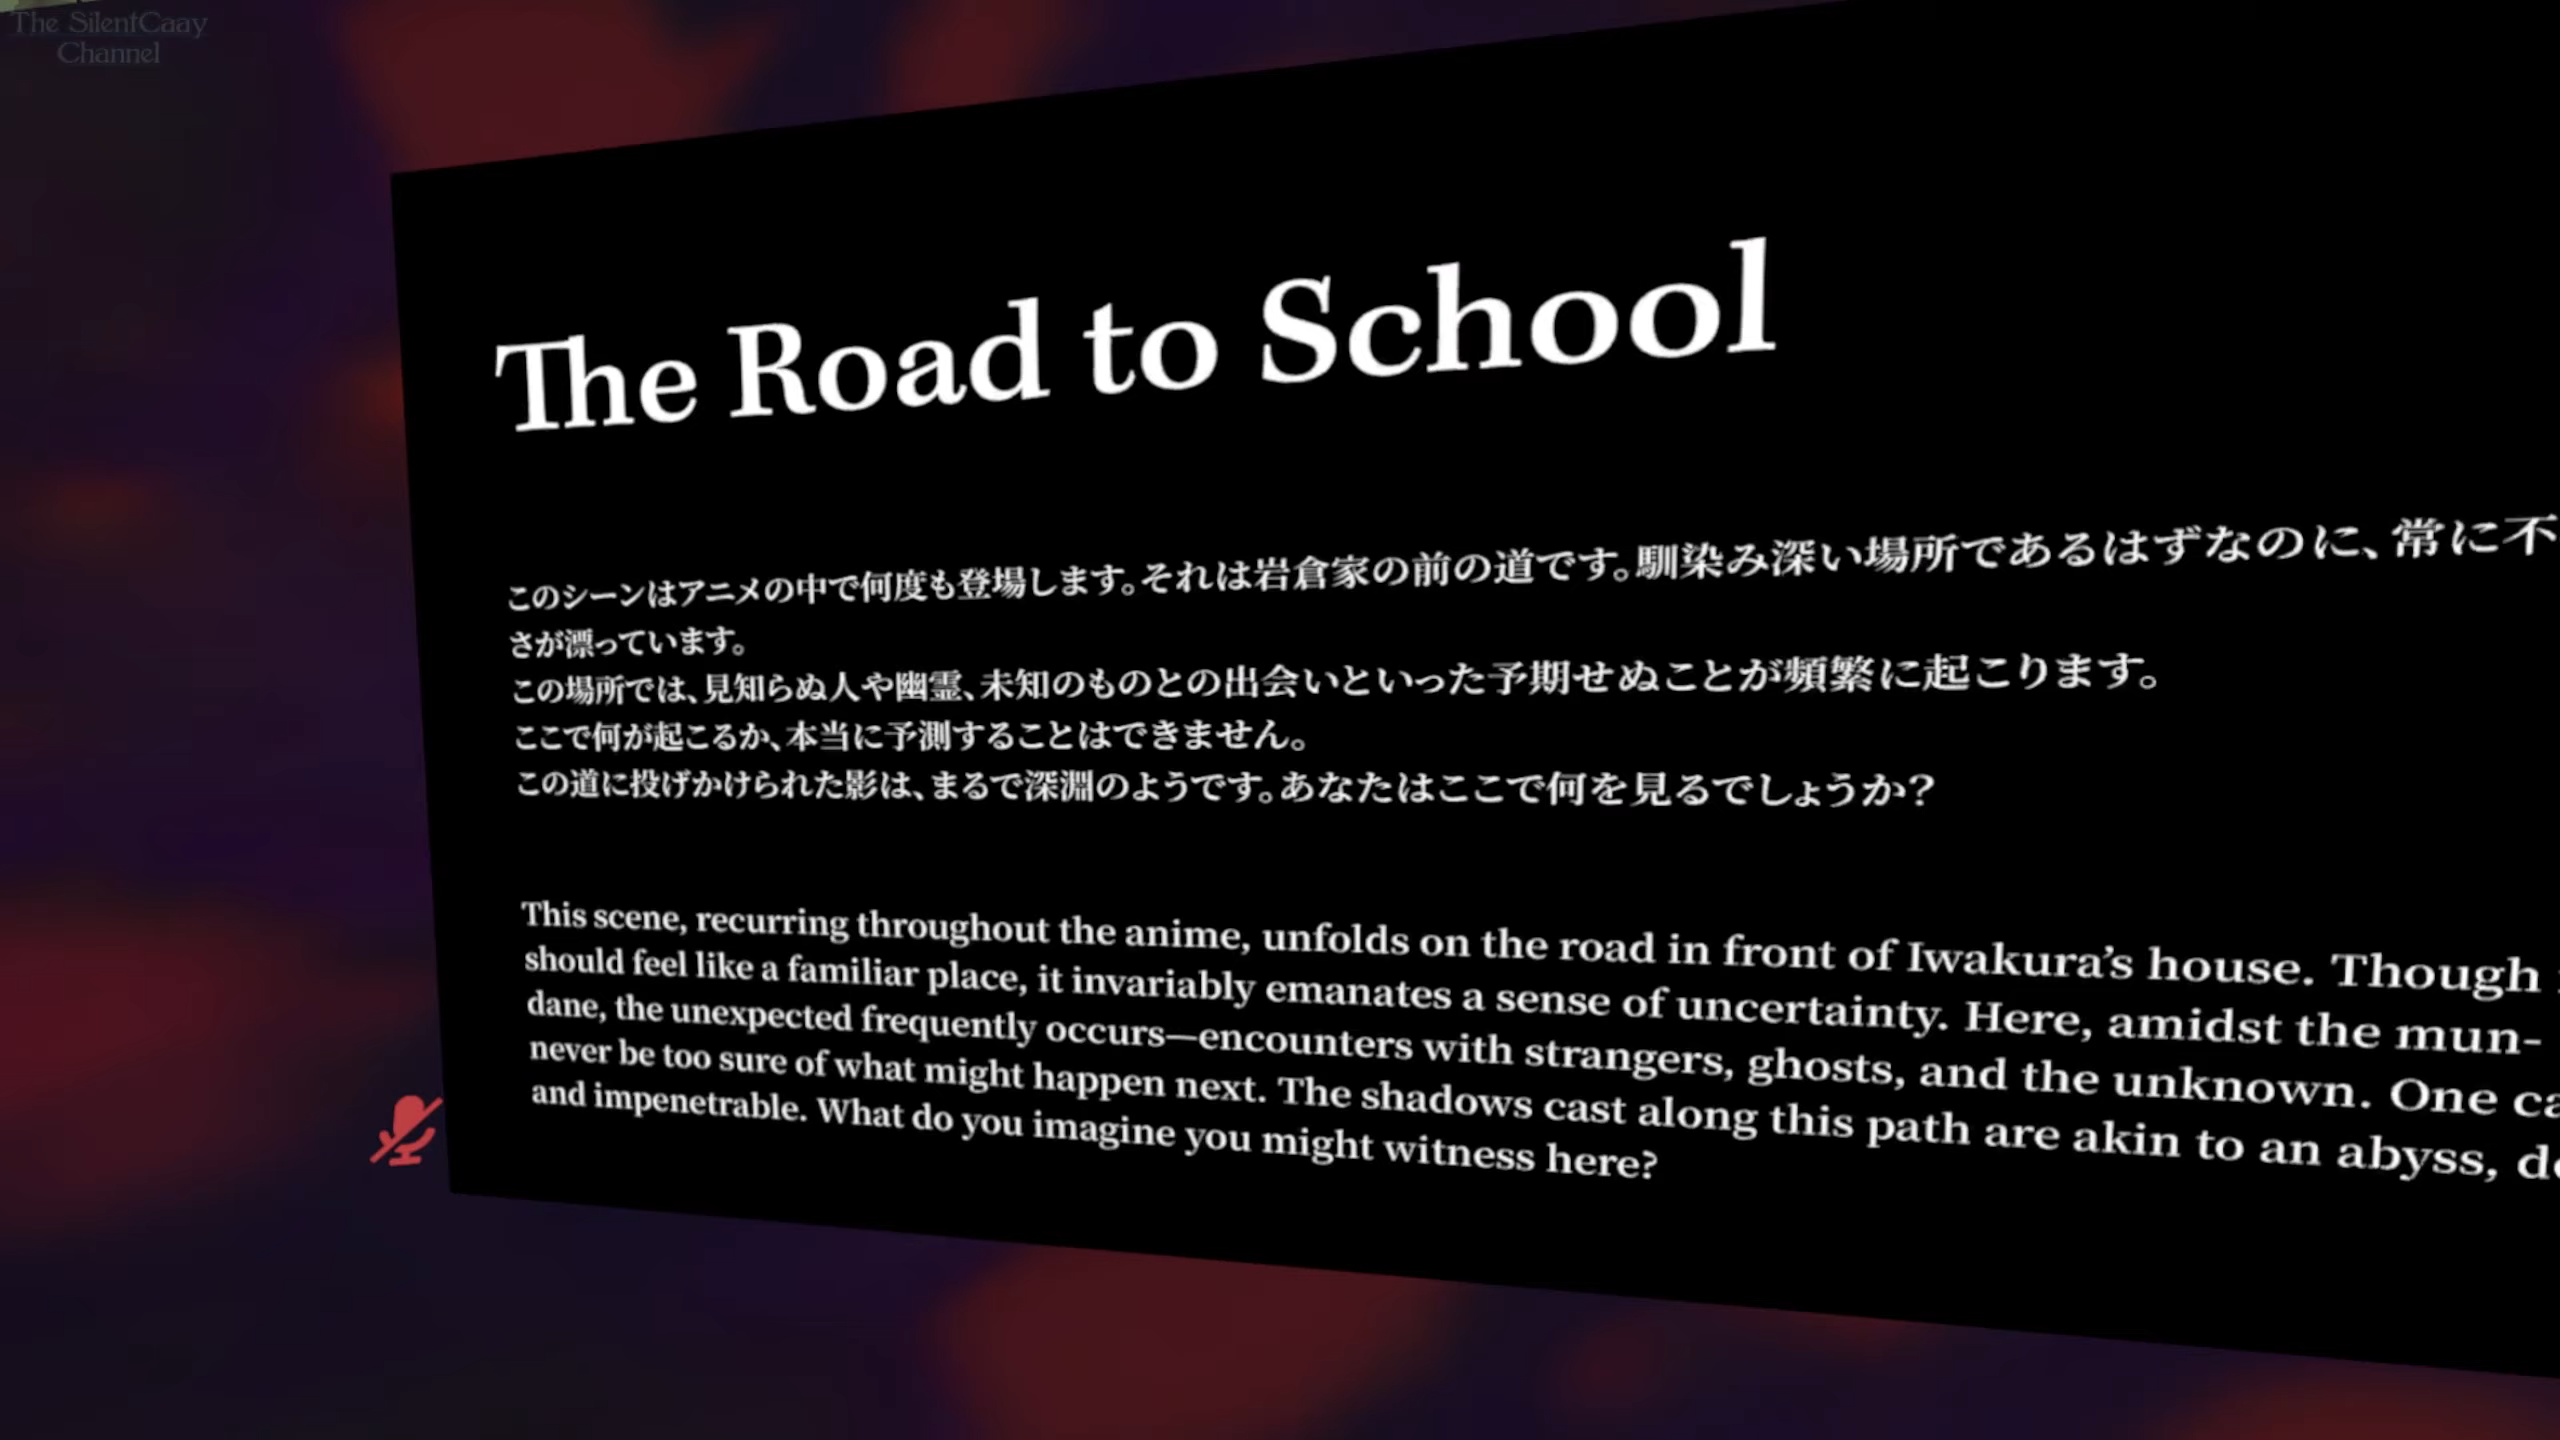 The SilentCaay
Channel
The Road to School
このシーンはアニメの中で何度も登場します。それは岩倉家の前の道です。馴染み深い場所であるはずなのに、常に不
さが漂っています。
この場所では、見知らぬ人や幽霊、未知のものとの出会いといった予期せぬことが頻繁に起こります。
ここで何が起こるか、本当に予測することはできません。
この道に投げかけられた影は、まるで深淵のようです。あなたはここで何を見るでしょうか?
This scene, recurring throughout the anime, unfolds on the road in front of Iwakura’s house. Though
should feel like a familiar place, it invariably emanates a sense of uncertainty. Here, amidst the mun-
dane, the unexpected frequently occurs—encounters with strangers, ghosts, and the unknown. One
never be too sure of what might happen next. The shadows cast along this path are akin to an abyss,
and impenetrable. What do you imagine you might witness here?